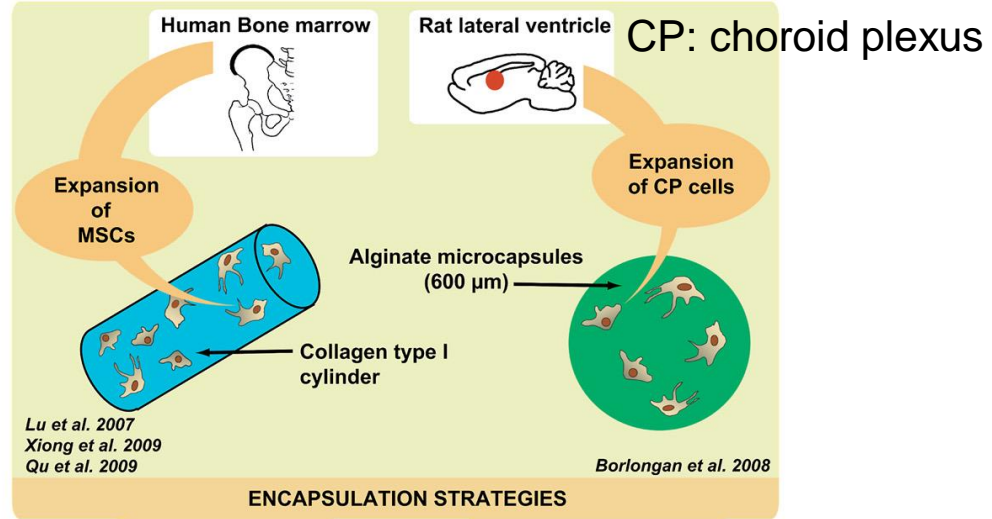 Human Bone marrow
Rat lateral ventricle
CP: choroid plexus
Expansion
of
MSCs
Expansion
of CP cells
Alginate microcapsules
(600 µm)
Collagen type I
cylinder
Lu et al. 2007
Xiong et al. 2009
Qu et al. 2009
Borlongan et al. 2008
ENCAPSULATION STRATEGIES